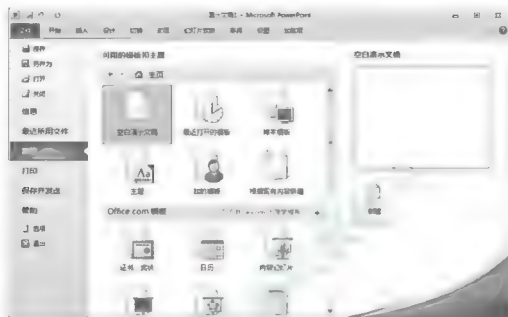 Microsoft PowerPoint
文件 开始 插入 设计 切换 动画 幻灯片放映 审阅 视图 加载项
保存
另存为
打开
关闭
信息
最近所用文件
打印
保存并发送
帮助
选项
退出
可用的模板和主题
主页
空白演示文稿
最近打开的模板
样本模板
主题
我的模板
根据现有内容新建
Office.com 模板
日历
内容幻灯片
空白演示文稿
创建